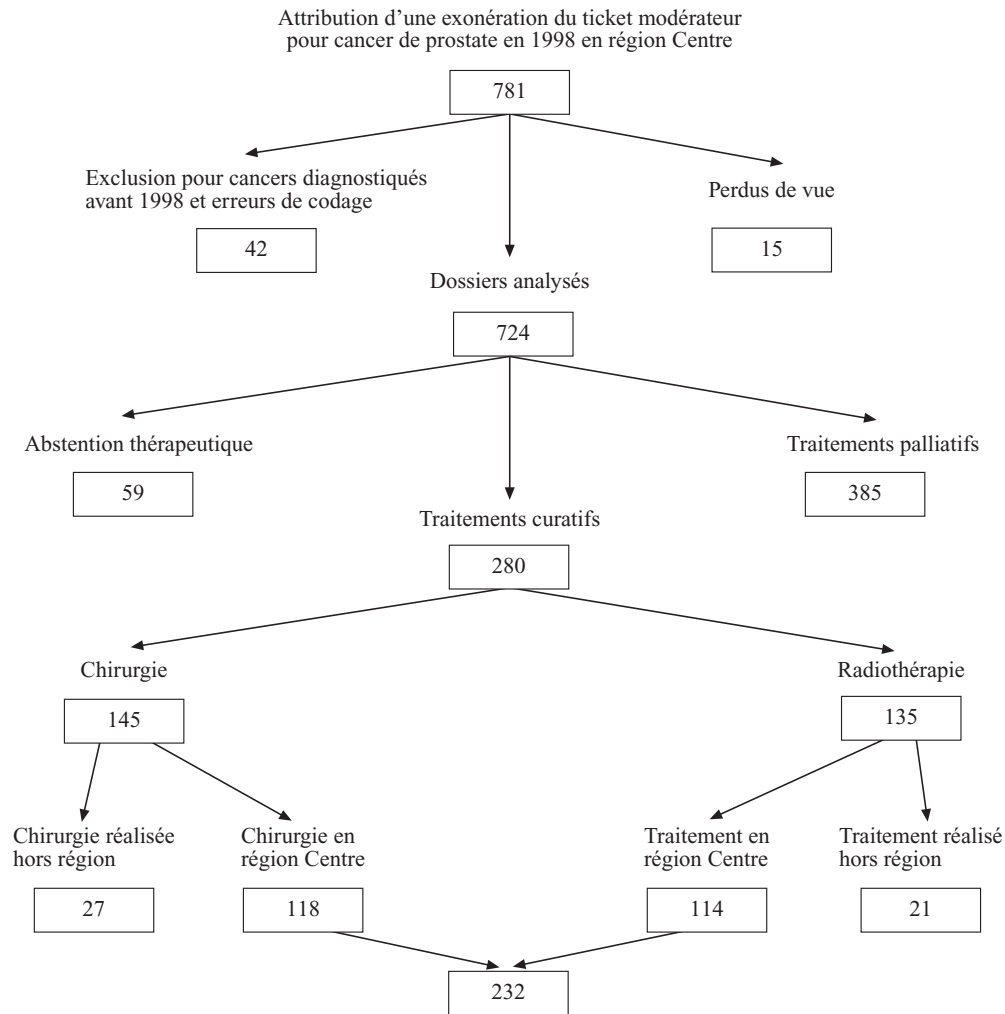 Attribution d’une exonération du ticket modérateur
pour cancer de prostate en 1998 en région Centre
781
Exclusion pour cancers diagnostiqués
avant 1998 et erreurs de codage
42
Perdus de vue
15
Dossiers analysés
724
Abstention thérapeutique
59
Traitements palliatifs
385
Traitements curatifs
280
Chirurgie
145
Radiothérapie
135
Chirurgie réalisée
hors région
27
Chirurgie en
région Centre
118
Traitement en
région Centre
114
Traitement réalisé
hors région
21
232